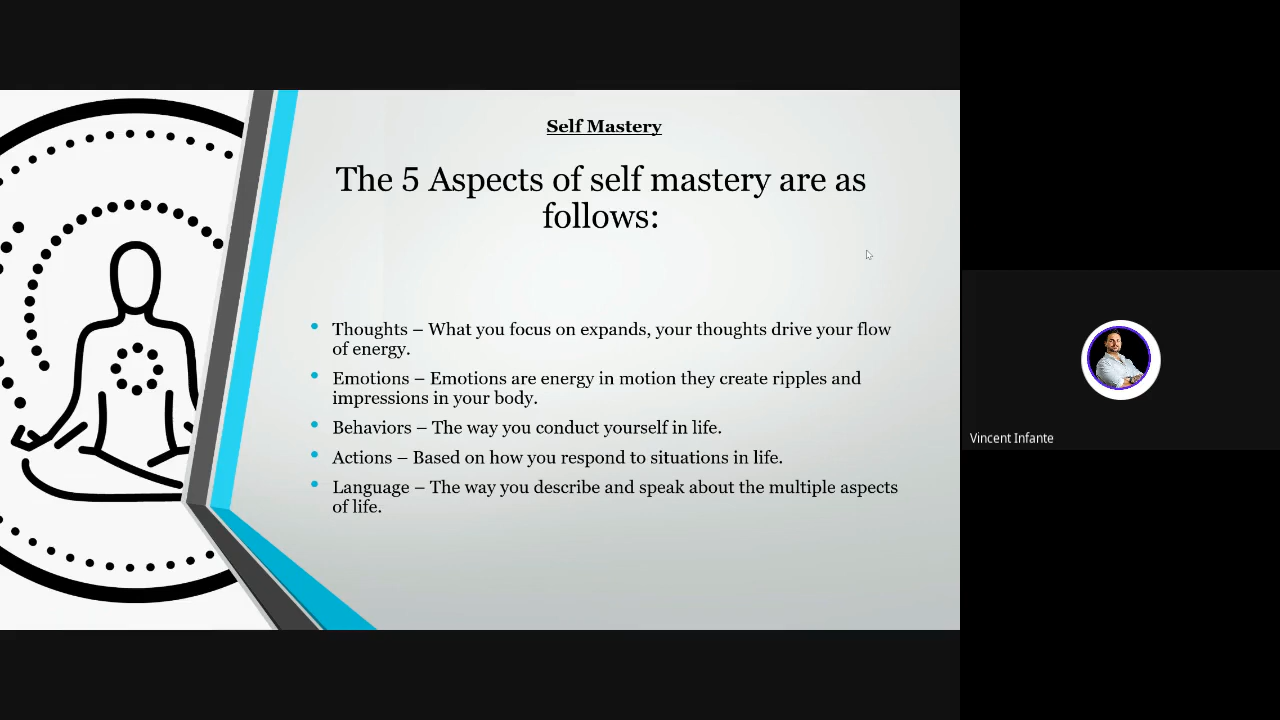 Self Mastery
The 5 Aspects of self mastery are as
follows:
Thoughts – What you focus on expands, your thoughts drive your flow
of energy.
Emotions – Emotions are energy in motion they create ripples and
impressions in your body.
Behaviors – The way you conduct yourself in life.
Actions – Based on how you respond to situations in life.
Language – The way you describe and speak about the multiple aspects
of life.
Vincent Infante